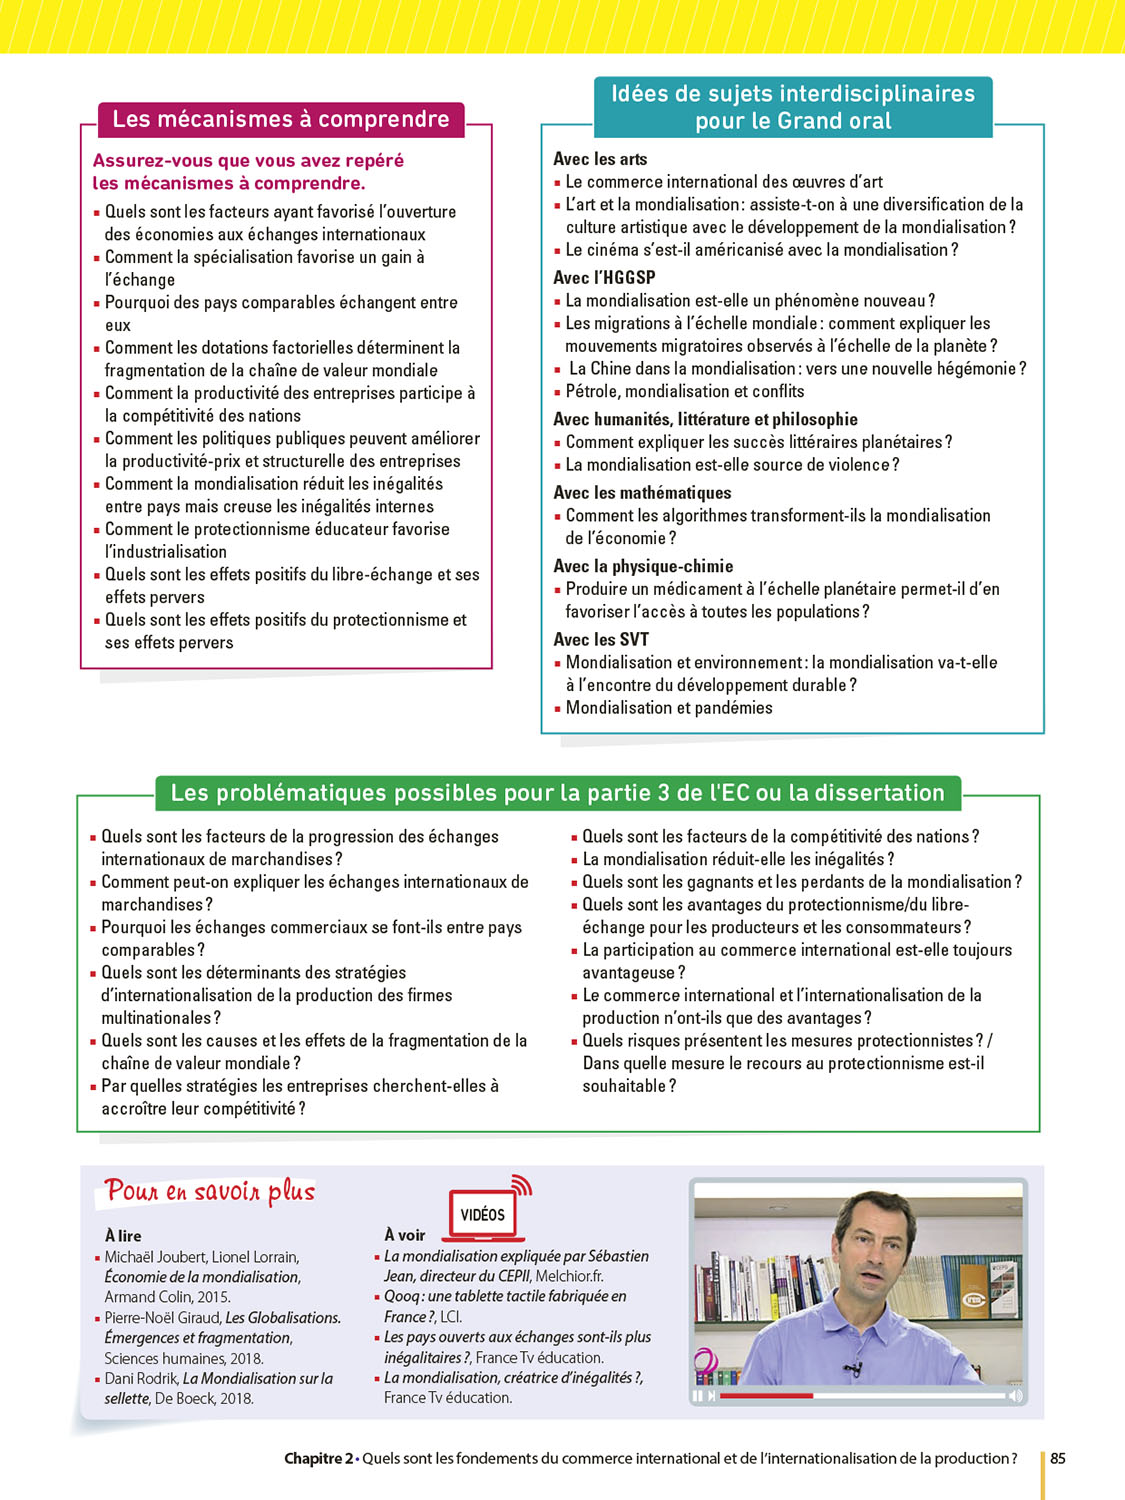 Les mécanismes à comprendre
Assurez-vous que vous avez repéré
les mécanismes à comprendre.
▪ Quels sont les facteurs ayant favorisé l’ouverture
des économies aux échanges internationaux
▪ Comment la spécialisation favorise un gain à
l’échange
▪ Pourquoi des pays comparables échangent entre
eux
▪ Comment les dotations factorielles déterminent la
fragmentation de la chaîne de valeur mondiale
▪ Comment la productivité des entreprises participe à
la compétitivité des nations
▪ Comment les politiques publiques peuvent améliorer
la productivité-prix et structurelle des entreprises
▪ Comment la mondialisation réduit les inégalités
entre pays mais creuse les inégalités internes
▪ Comment le protectionnisme éducateur favorise
l’industrialisation
▪ Quels sont les effets positifs du libre-échange et ses
effets pervers
▪ Quels sont les effets positifs du protectionnisme et
ses effets pervers
Idées de sujets interdisciplinaires
pour le Grand oral
Avec les arts
▪ Le commerce international des œuvres d’art
▪ L’art et la mondialisation : assiste-t-on à une diversification de la
culture artistique avec le développement de la mondialisation ?
▪ Le cinéma s’est-il américanisé avec la mondialisation ?
Avec l’HGGSP
▪ La mondialisation est-elle un phénomène nouveau ?
▪ Les migrations à l’échelle mondiale : comment expliquer les
mouvements migratoires observés à l’échelle de la planète ?
▪ La Chine dans la mondialisation : vers une nouvelle hégémonie ?
▪ Pétrole, mondialisation et conflits
Avec humanités, littérature et philosophie
▪ Comment expliquer les succès littéraires planétaires ?
▪ La mondialisation est-elle source de violence ?
Avec les mathématiques
▪ Comment les algorithmes transforment-ils la mondialisation
de l’économie ?
Avec la physique-chimie
▪ Produire un médicament à l’échelle planétaire permet-il d’en
favoriser l’accès à toutes les populations ?
Avec les SVT
▪ Mondialisation et environnement : la mondialisation va-t-elle
à l’encontre du développement durable ?
▪ Mondialisation et pandémies
Les problématiques possibles pour la partie 3 de l'EC ou la dissertation
▪ Quels sont les facteurs de la progression des échanges
internationaux de marchandises ?
▪ Comment peut-on expliquer les échanges internationaux de
marchandises ?
▪ Pourquoi les échanges commerciaux se font-ils entre pays
comparables ?
▪ Quels sont les déterminants des stratégies
d’internationalisation de la production des firmes
multinationales ?
▪ Quels sont les causes et les effets de la fragmentation de la
chaîne de valeur mondiale ?
▪ Par quelles stratégies les entreprises cherchent-elles à
accroître leur compétitivité ?
▪ Quels sont les facteurs de la compétitivité des nations ?
▪ La mondialisation réduit-elle les inégalités ?
▪ Quels sont les gagnants et les perdants de la mondialisation ?
▪ Quels sont les avantages du protectionnisme/du libre-
échange pour les producteurs et les consommateurs ?
▪ La participation au commerce international est-elle toujours
avantageuse ?
▪ Le commerce international et l’internationalisation de la
production n’ont-ils que des avantages ?
▪ Quels risques présentent les mesures protectionnistes ? /
Dans quelle mesure le recours au protectionnisme est-il
souhaitable ?
Pour en savoir plus
À lire
▪ Michaël Joubert, Lionel Lorrain,
Économie de la mondialisation,
Armand Colin, 2015.
▪ Pierre-Noël Giraud, Les Globalisations.
Émergences et fragmentation,
Sciences humaines, 2018.
▪ Dani Rodrik, La Mondialisation sur la
sellette, De Boeck, 2018.
VIDÉOS
À voir
▪ La mondialisation expliquée par Sébastien
Jean, directeur du CEPII, Melchior.fr.
▪ Qooq : une tablette tactile fabriquée en
France ?, LCI.
▪ Les pays ouverts aux échanges sont-ils plus
inégalitaires ?, France Tv éducation.
▪ La mondialisation, créatrice d’inégalités ?,
France Tv éducation.
Chapitre 2 • Quels sont les fondements du commerce international et de l’internationalisation de la production ? 85